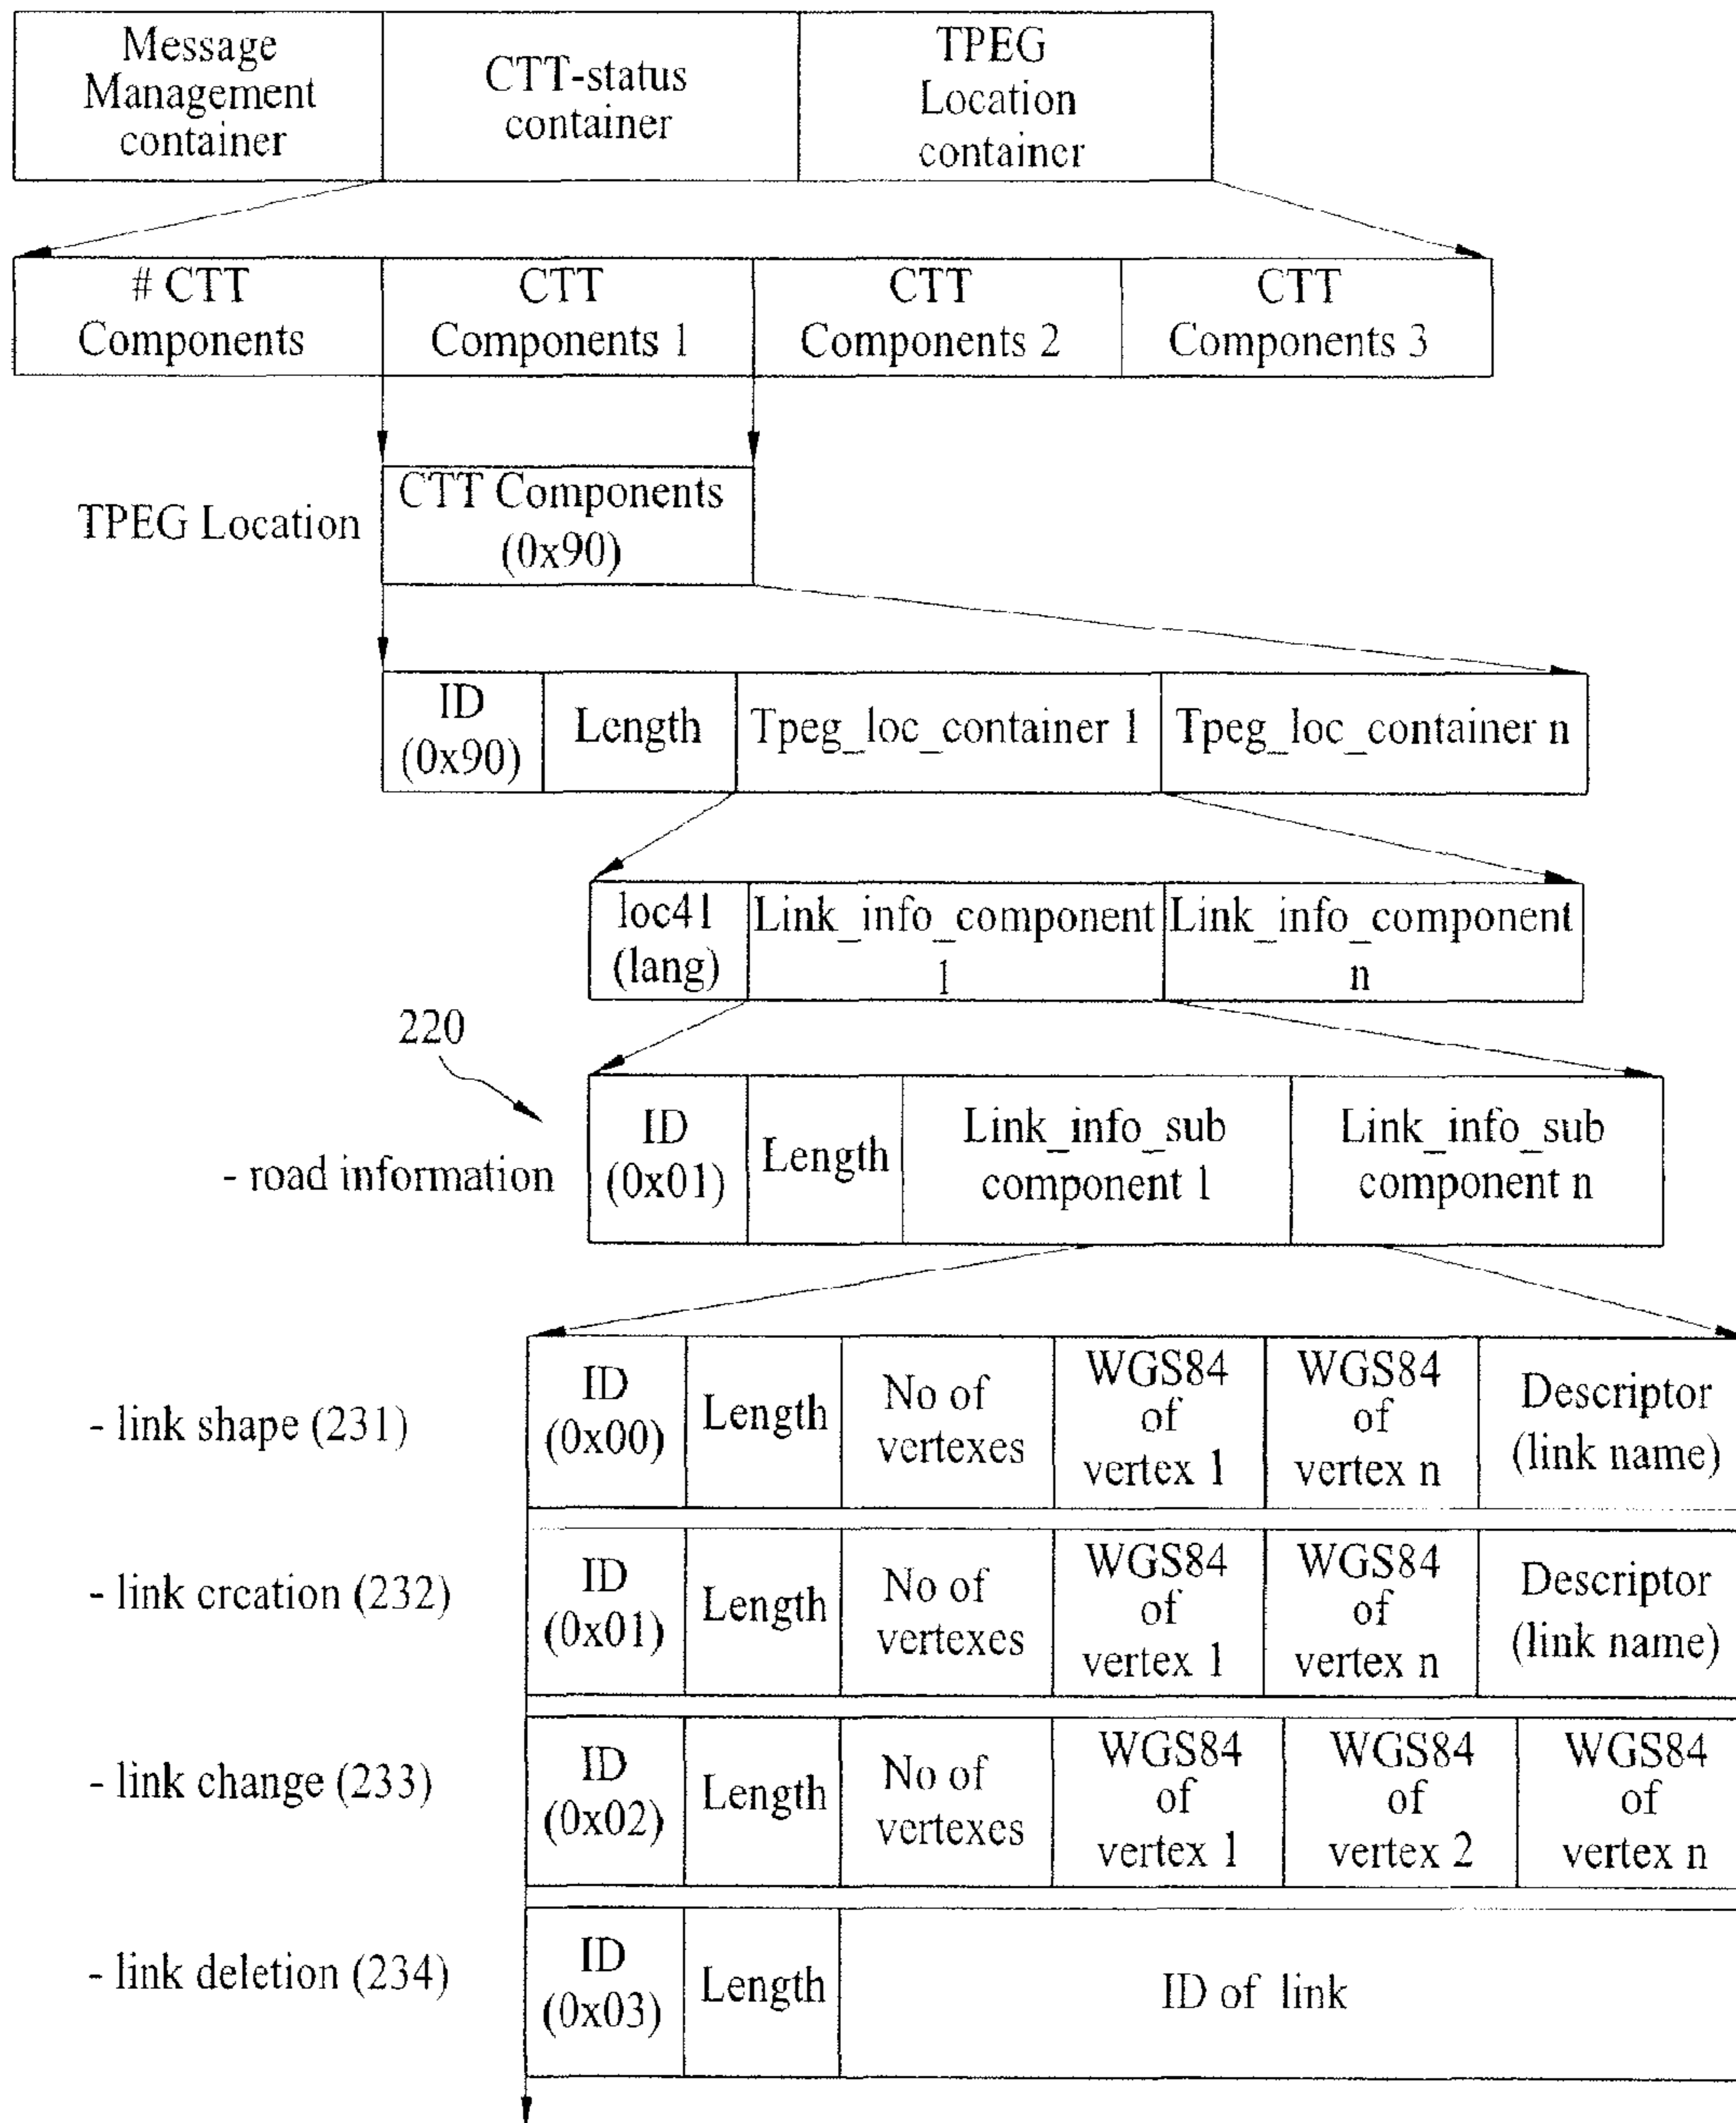 Message
Management
container
CTT-status
container
TPEG
Location
container
# CTT
Components
CTT
Components 1
CTT
Components 2
CTT
Components 3
TPEG Location
CTT Components
(0x90)
ID
(0x90)
Length
Tpeg_loc_container 1
Tpeg_loc_container n
loc41
(lang)
Link_info_component
1
Link_info_component
n
220
- road information
ID
(0x01)
Length
Link_info_sub
component 1
Link_info_sub
component n
- link shape (231)
ID
(0x00)
Length
No of
vertexes
WGS84
of
vertex 1
WGS84
of
vertex n
Descriptor
(link name)
- link creation (232)
ID
(0x01)
Length
No of
vertexes
WGS84
of
vertex 1
WGS84
of
vertex n
Descriptor
(link name)
- link change (233)
ID
(0x02)
Length
No of
vertexes
WGS84
of
vertex 1
WGS84
of
vertex 2
WGS84
of
vertex n
- link deletion (234)
ID
(0x03)
Length
ID of link